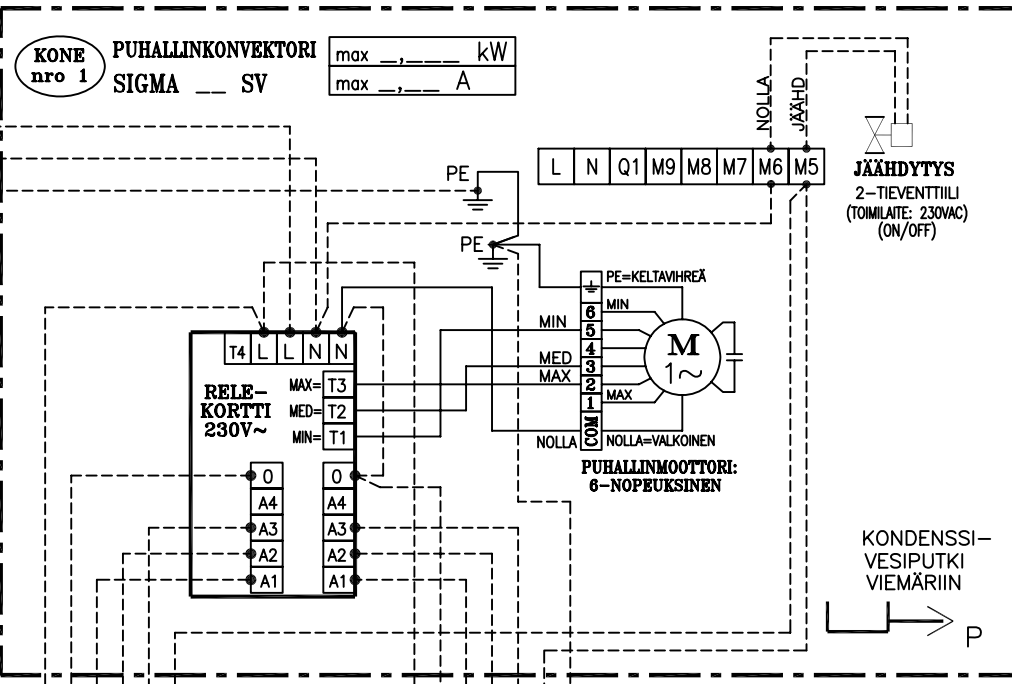 KONE
nro 1
PUHALLINKONVEKTORI
SIGMA __ SV
max _,___ kW
max _,__ A
NOLLA
JÄÄHD
L N Q1 M9 M8 M7 M6 M5
JÄÄHDYTYS
2-TIEVENTTIILI
(TOIMILAITE: 230VAC)
(ON/OFF)
PE
PE
PE=KELTAVIHREÄ
6 MIN
MIN 5
4
MED 3
MAX 2
1 MAX
COM
NOLLA
NOLLA=VALKOINEN
M
1~
PUHALLINMOOTTORI:
6-NOPEUKSINEN
T4 L L N N
RELE-
KORTTI
230V~
MAX= T3
MED= T2
MIN= T1
0 0
A4 A4
A3 A3
A2 A2
A1 A1
KONDENSSI-
VESIPUTKI
VIEMÄRIIN
P